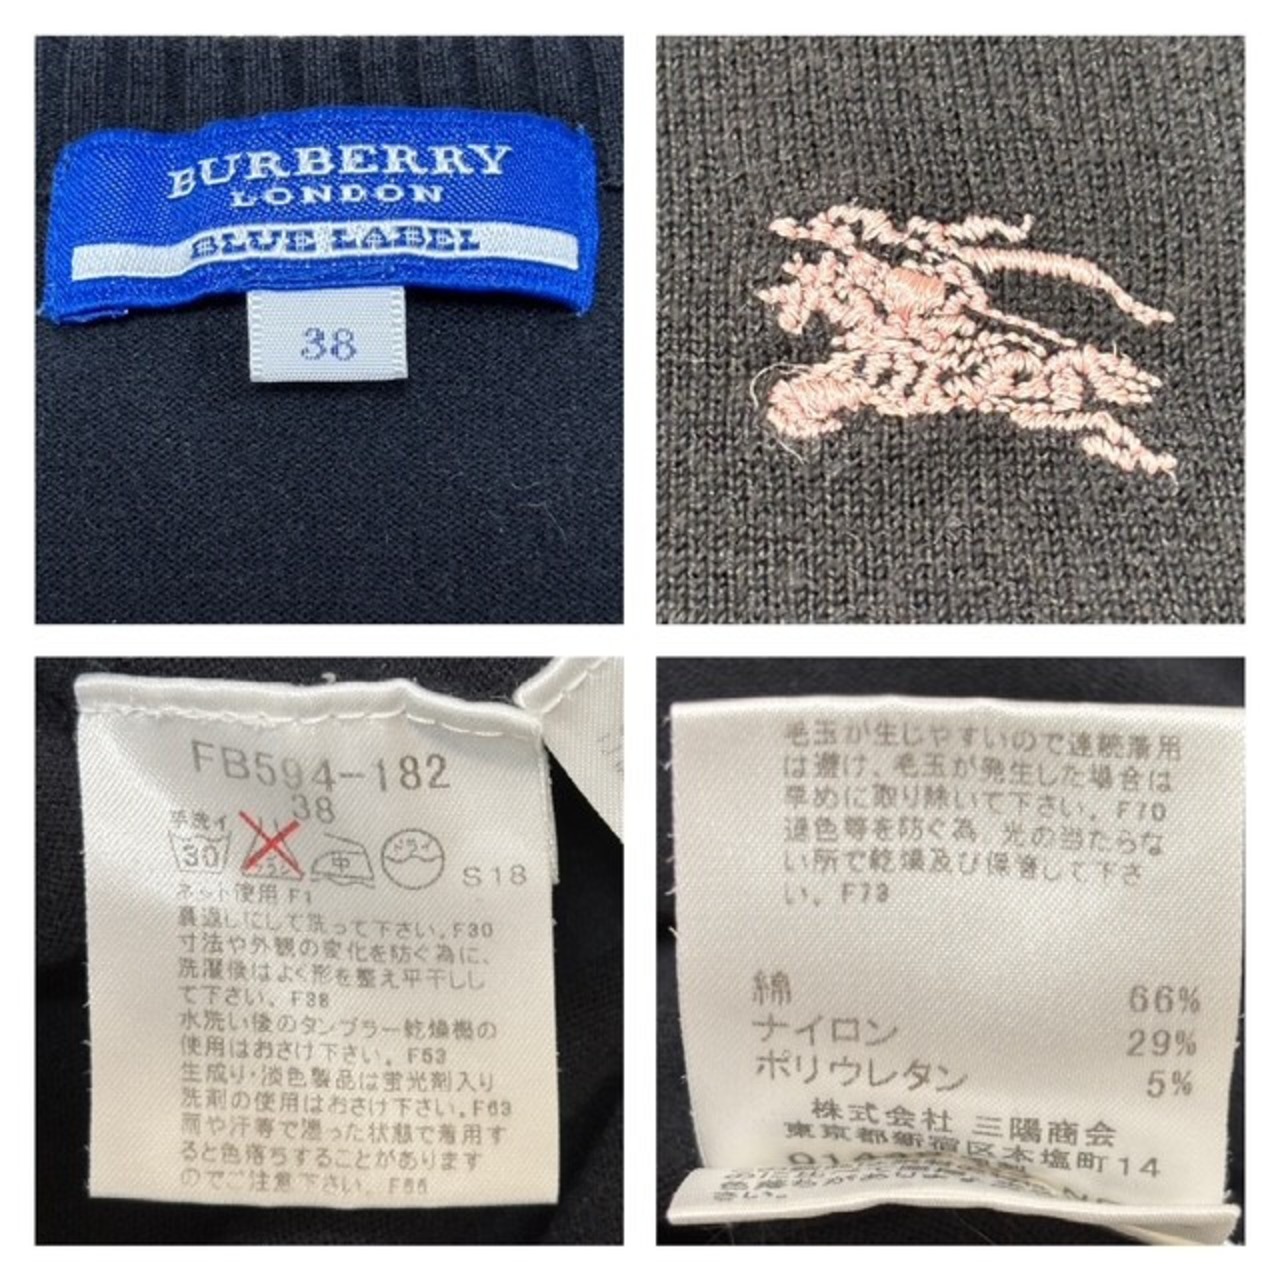 BURBERRY
LONDON
BLUE LABEL
38
FB594-182
38
手洗イ
30
中
ドライ
S18
ネット使用 F1
裏返しにして洗って下さい。F30
寸法や外観の変化を防ぐ為に、
洗濯後はよく形を整え平干しし
て下さい。F38
水洗い後のタンブラー乾燥機の
使用はおさけ下さい。F53
生成り・淡色製品は蛍光剤入り
洗剤の使用はおさけ下さい。F63
雨や汗等で湿った状態で着用す
ると色落ちすることがあります
のでご注意下さい。F66
毛玉が生じやすいので連続着用
は避け、毛玉が発生した場合は
早めに取り除いて下さい。F70
退色等を防ぐ為 光の当たらな
い所で乾燥及び保管して下さ
い。F73
綿 66%
ナイロン 29%
ポリウレタン 5%
株式会社 三陽商会
東京都新宿区本塩町14